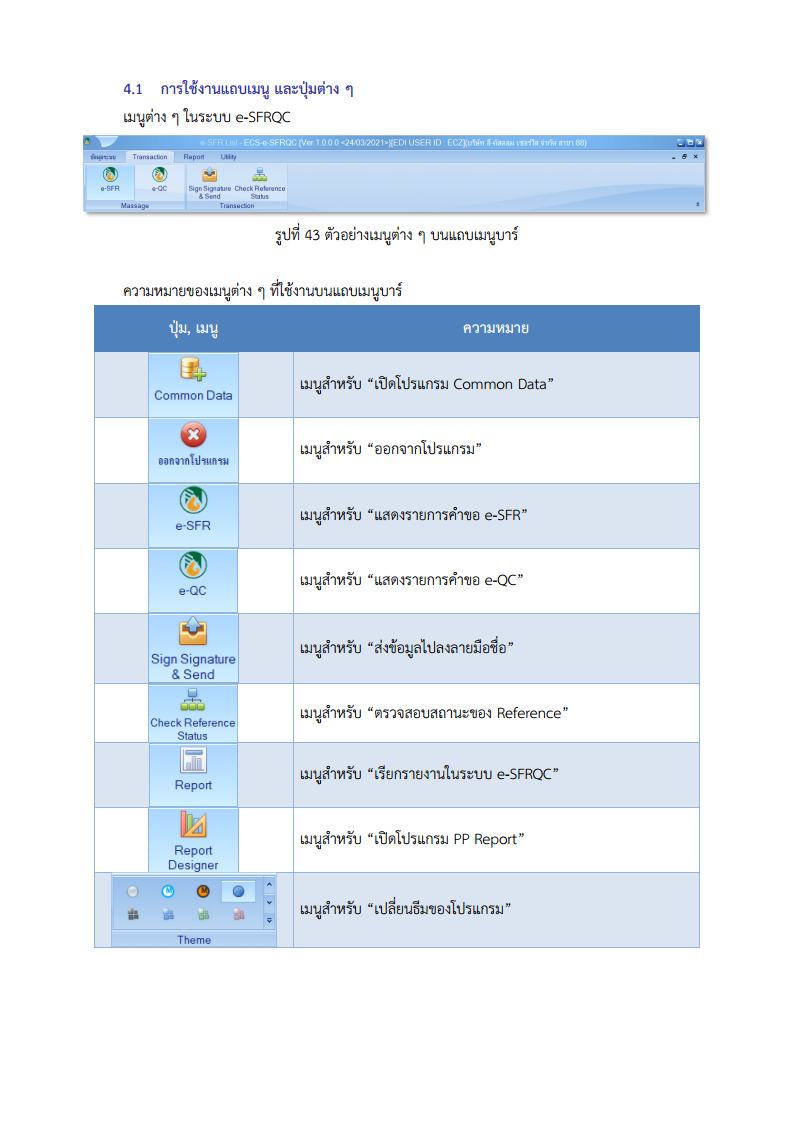 4.1 การใช้งานแถบเมนู และปุ่มต่าง ๆ
เมนูต่าง ๆ ในระบบ e-SFRQC
e-SFR List - ECS-e-SFRQC (Ver 1.0.0.0 <24/03/2021>)[EDI USER ID : ECZ](บริษัท อี-คัสตอม เซอร์วิส จำกัด สาขา 88)
ข้อมูลระบบ Transaction Report Utility
e-SFR e-QC Sign Signature & Send Check Reference Status
Massage Transection
รูปที่ 43 ตัวอย่างเมนูต่าง ๆ บนแถบเมนูบาร์
ความหมายของเมนูต่าง ๆ ที่ใช้งานบนแถบเมนูบาร์
ปุ่ม, เมนู ความหมาย
Common Data เมนูสำหรับ “เปิดโปรแกรม Common Data”
ออกจากโปรแกรม เมนูสำหรับ “ออกจากโปรแกรม”
e-SFR เมนูสำหรับ “แสดงรายการคำขอ e-SFR”
e-QC เมนูสำหรับ “แสดงรายการคำขอ e-QC”
Sign Signature & Send เมนูสำหรับ “ส่งข้อมูลไปลงลายมือชื่อ”
Check Reference Status เมนูสำหรับ “ตรวจสอบสถานะของ Reference”
Report เมนูสำหรับ “เรียกรายงานในระบบ e-SFRQC”
Report Designer เมนูสำหรับ “เปิดโปรแกรม PP Report”
Theme เมนูสำหรับ “เปลี่ยนธีมของโปรแกรม”